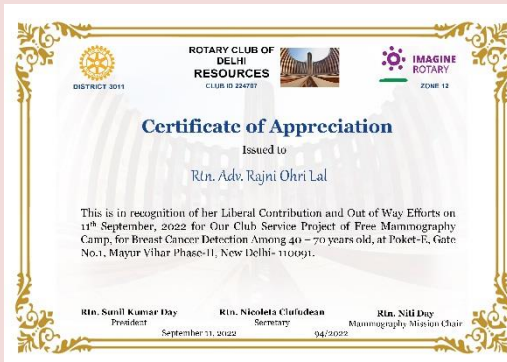 ROTARY CLUB OF
DELHI
RESOURCES
CLUB ID 224787
DISTRICT 3011
IMAGINE
ROTARY
ZONE 12
Certificate of Appreciation
Issued to
Rtn. Adv. Rajni Ohri Lal
This is in recognition of her Liberal Contribution and Out of Way Efforts on
11th September, 2022 for Our Club Service Project of Free Mammography
Camp, for Breast Cancer Detection Among 40 – 70 years old, at Poket-E, Gate
No.1, Mayur Vihar Phase-II, New Delhi- 110091.
Rtn. Sunil Kumar Day
Rtn. Nicoleta Ciufudean
Rtn. Niti Day
President
Secretary
Mammography Mission Chair
September 11, 2022
94/2022